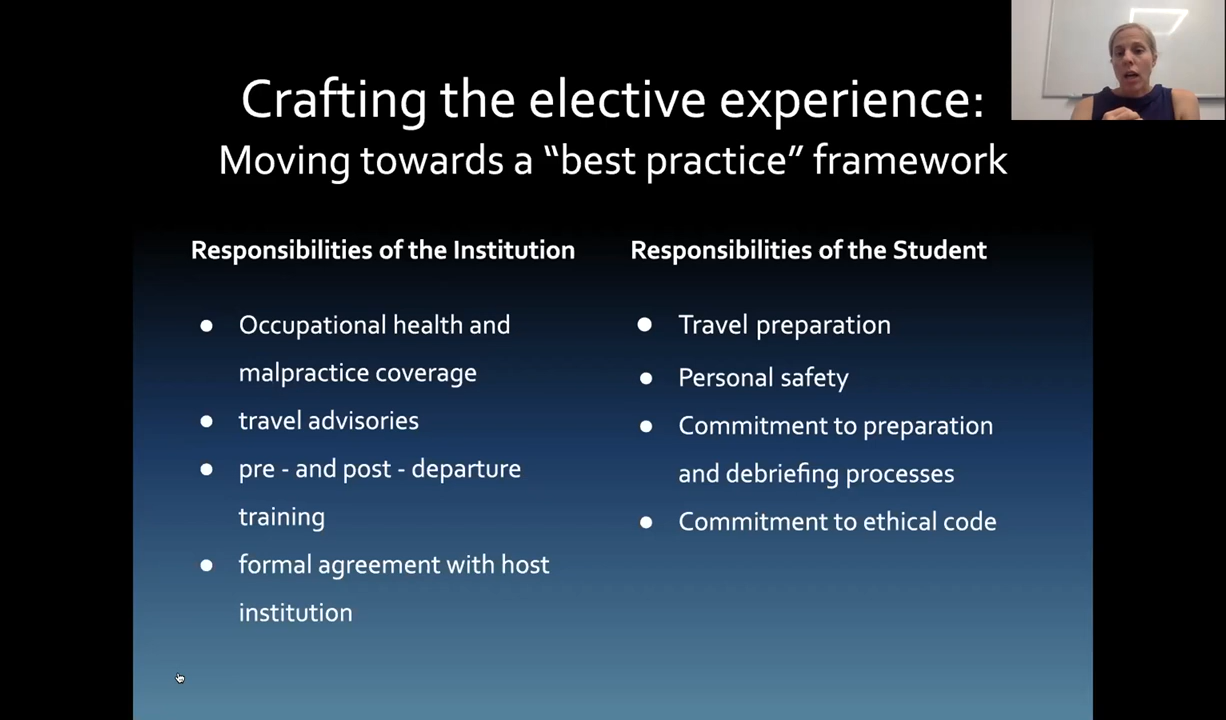 Crafting the elective experience:
Moving towards a “best practice” framework
Responsibilities of the Institution
● Occupational health and
malpractice coverage
● travel advisories
● pre - and post - departure
training
● formal agreement with host
institution
Responsibilities of the Student
● Travel preparation
● Personal safety
● Commitment to preparation
and debriefing processes
● Commitment to ethical code